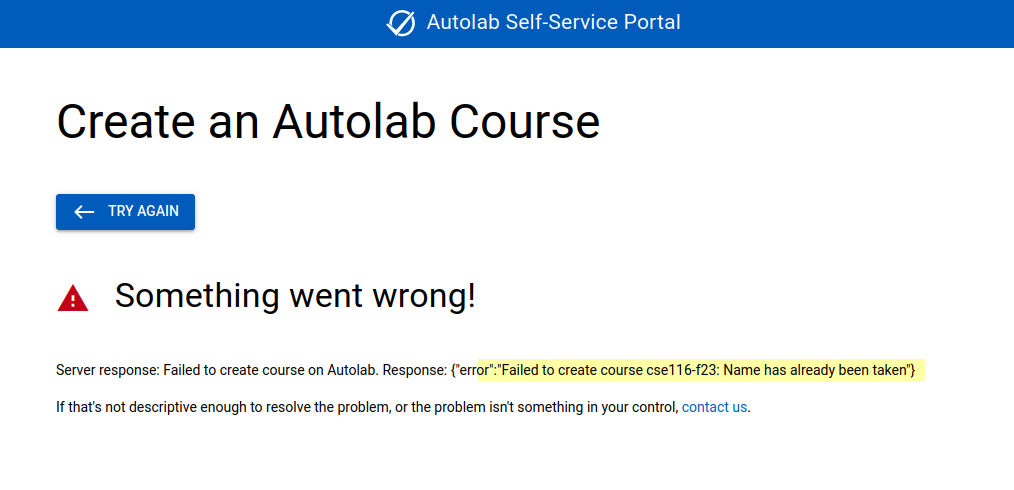 Autolab Self-Service Portal
Create an Autolab Course
TRY AGAIN
Something went wrong!
Server response: Failed to create course on Autolab. Response: {"error":"Failed to create course cse116-f23: Name has already been taken"}
If that's not descriptive enough to resolve the problem, or the problem isn't something in your control, contact us.